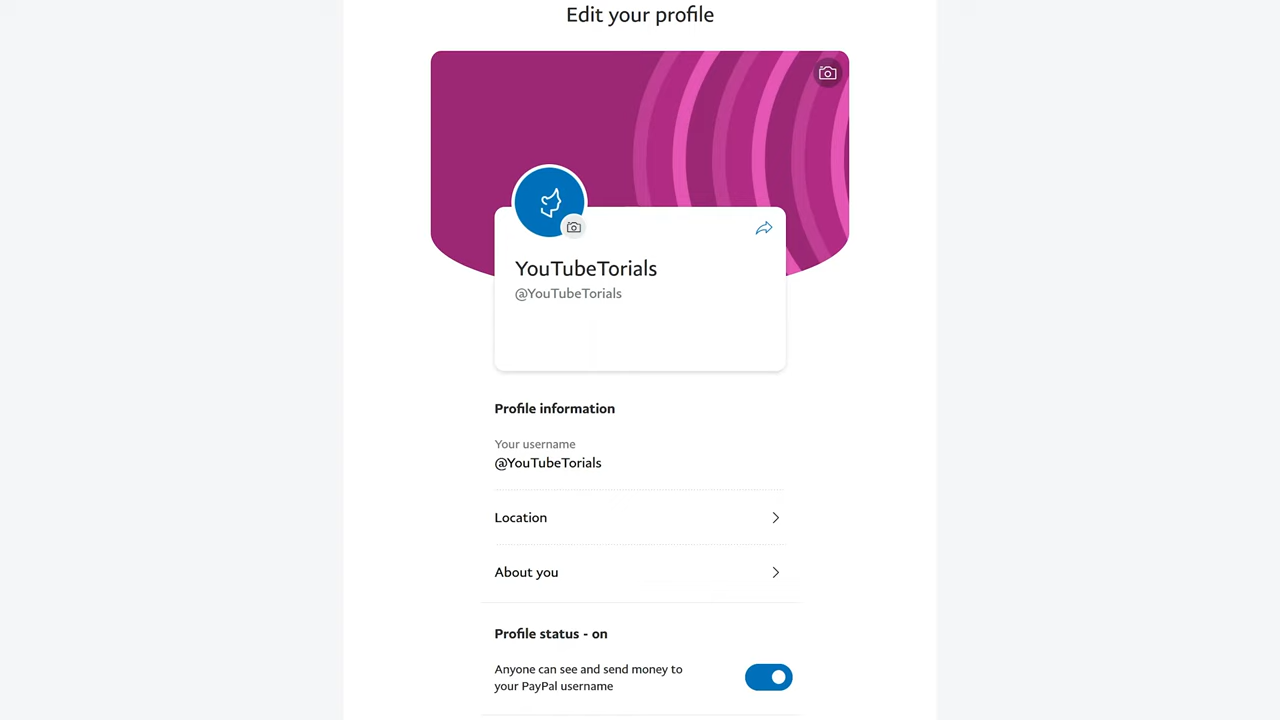 Edit your profile
YouTubeTorials
@YouTubeTorials
Profile information
Your username
@YouTubeTorials
Location
About you
Profile status - on
Anyone can see and send money to
your PayPal username